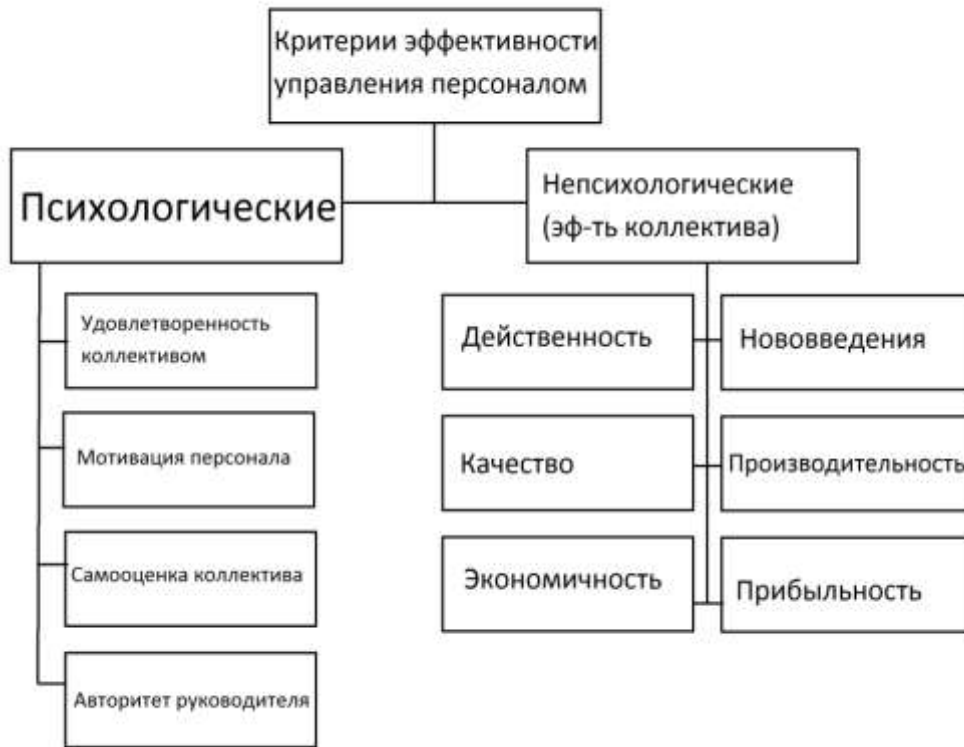 Критерии эффективности
управления персоналом
Психологические
Непсихологические
(эф-ть коллектива)
Удовлетворенность
коллективом
Мотивация персонала
Самооценка коллектива
Авторитет руководителя
Действенность
Нововведения
Качество
Производительность
Экономичность
Прибыльность